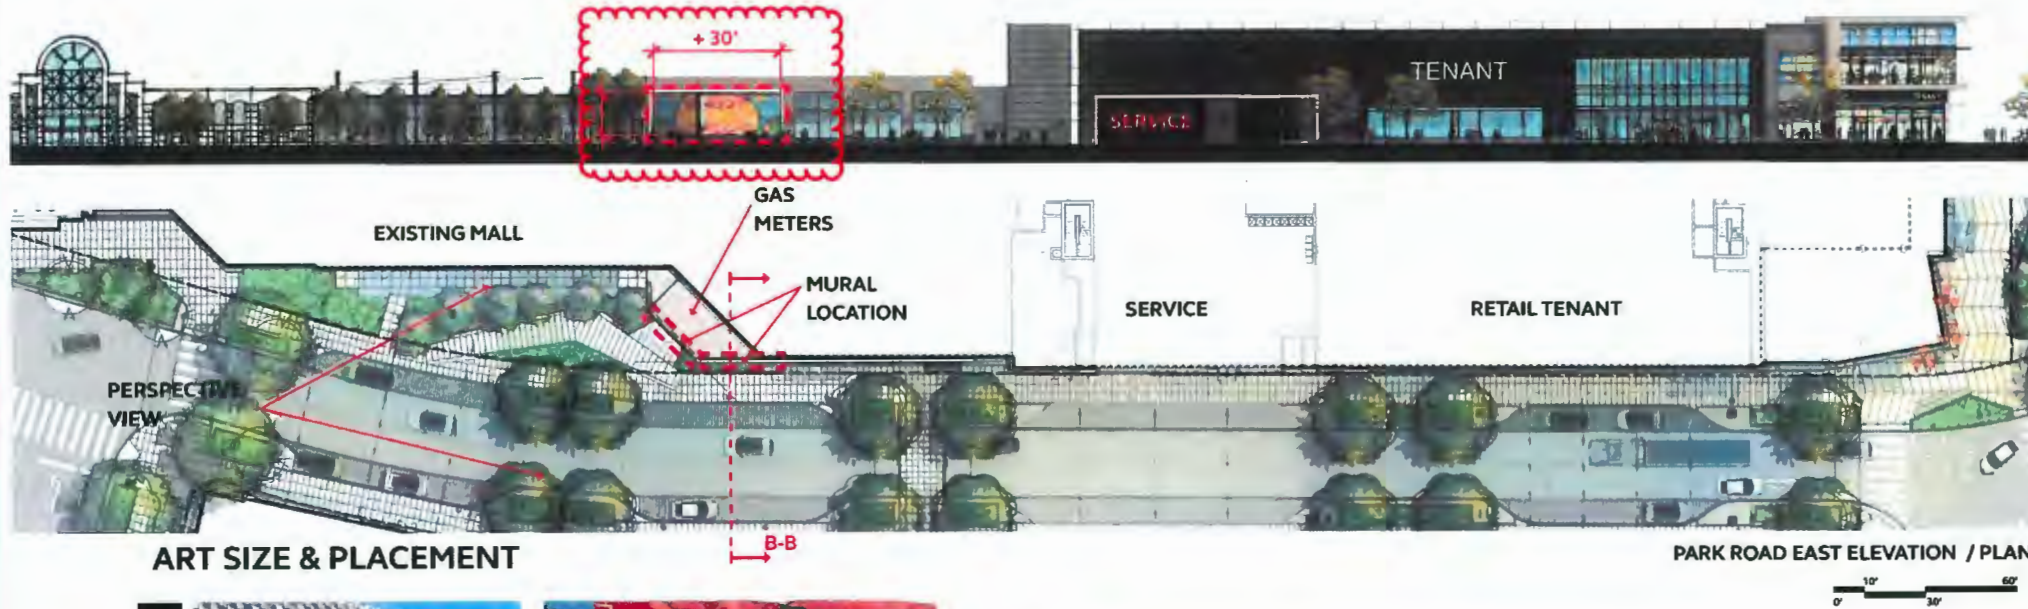 + 30'
TENANT
SERVICE
GAS
METERS
EXISTING MALL
MURAL
LOCATION
SERVICE
RETAIL TENANT
PERSPECTIVE
VIEW
B-B
ART SIZE & PLACEMENT
PARK ROAD EAST ELEVATION / PLAN
10' 60'
0' 30'